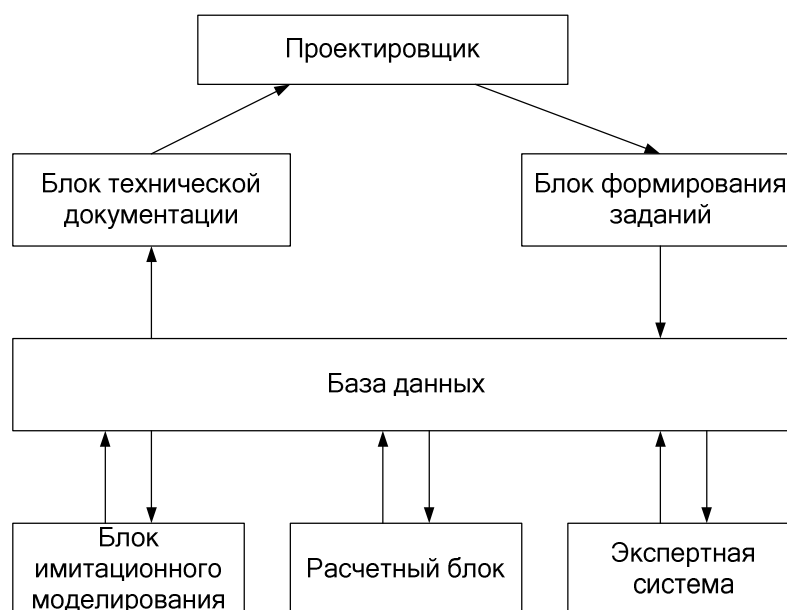 Проектировщик
Блок технической
документации
Блок формирования
заданий
База данных
Блок
имитационного
моделирования
Расчетный блок
Экспертная
система